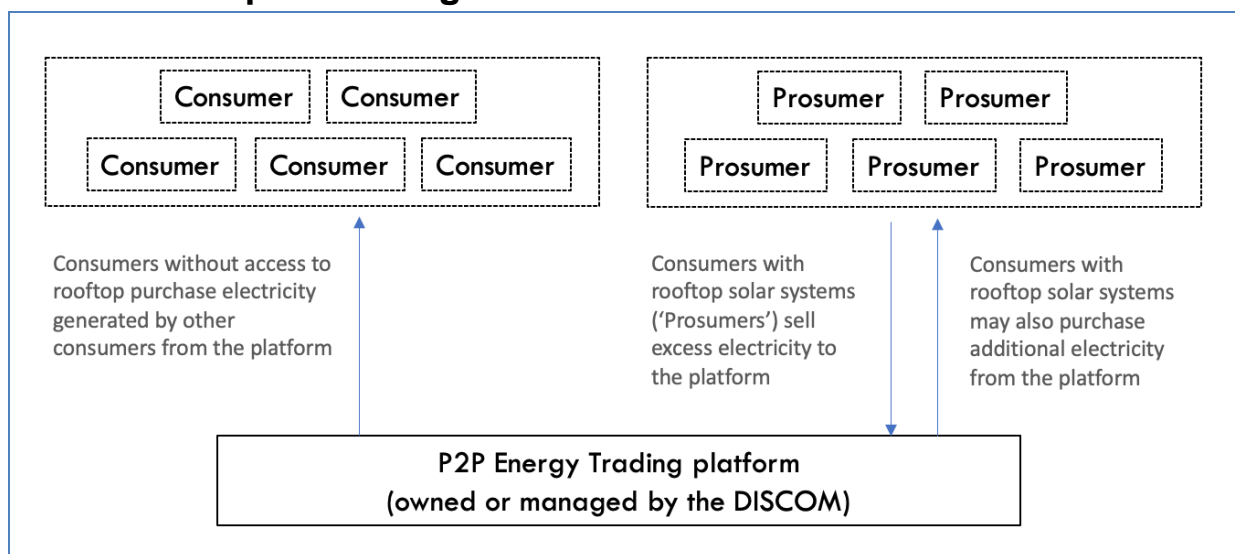 Consumer Consumer
Consumer Consumer Consumer
Prosumer Prosumer
Prosumer Prosumer Prosumer
Consumers without access to
rooftop purchase electricity
generated by other
consumers from the platform
Consumers with
rooftop solar systems
(‘Prosumers’) sell
excess electricity to
the platform
Consumers with
rooftop solar systems
may also purchase
additional electricity
from the platform
P2P Energy Trading platform
(owned or managed by the DISCOM)